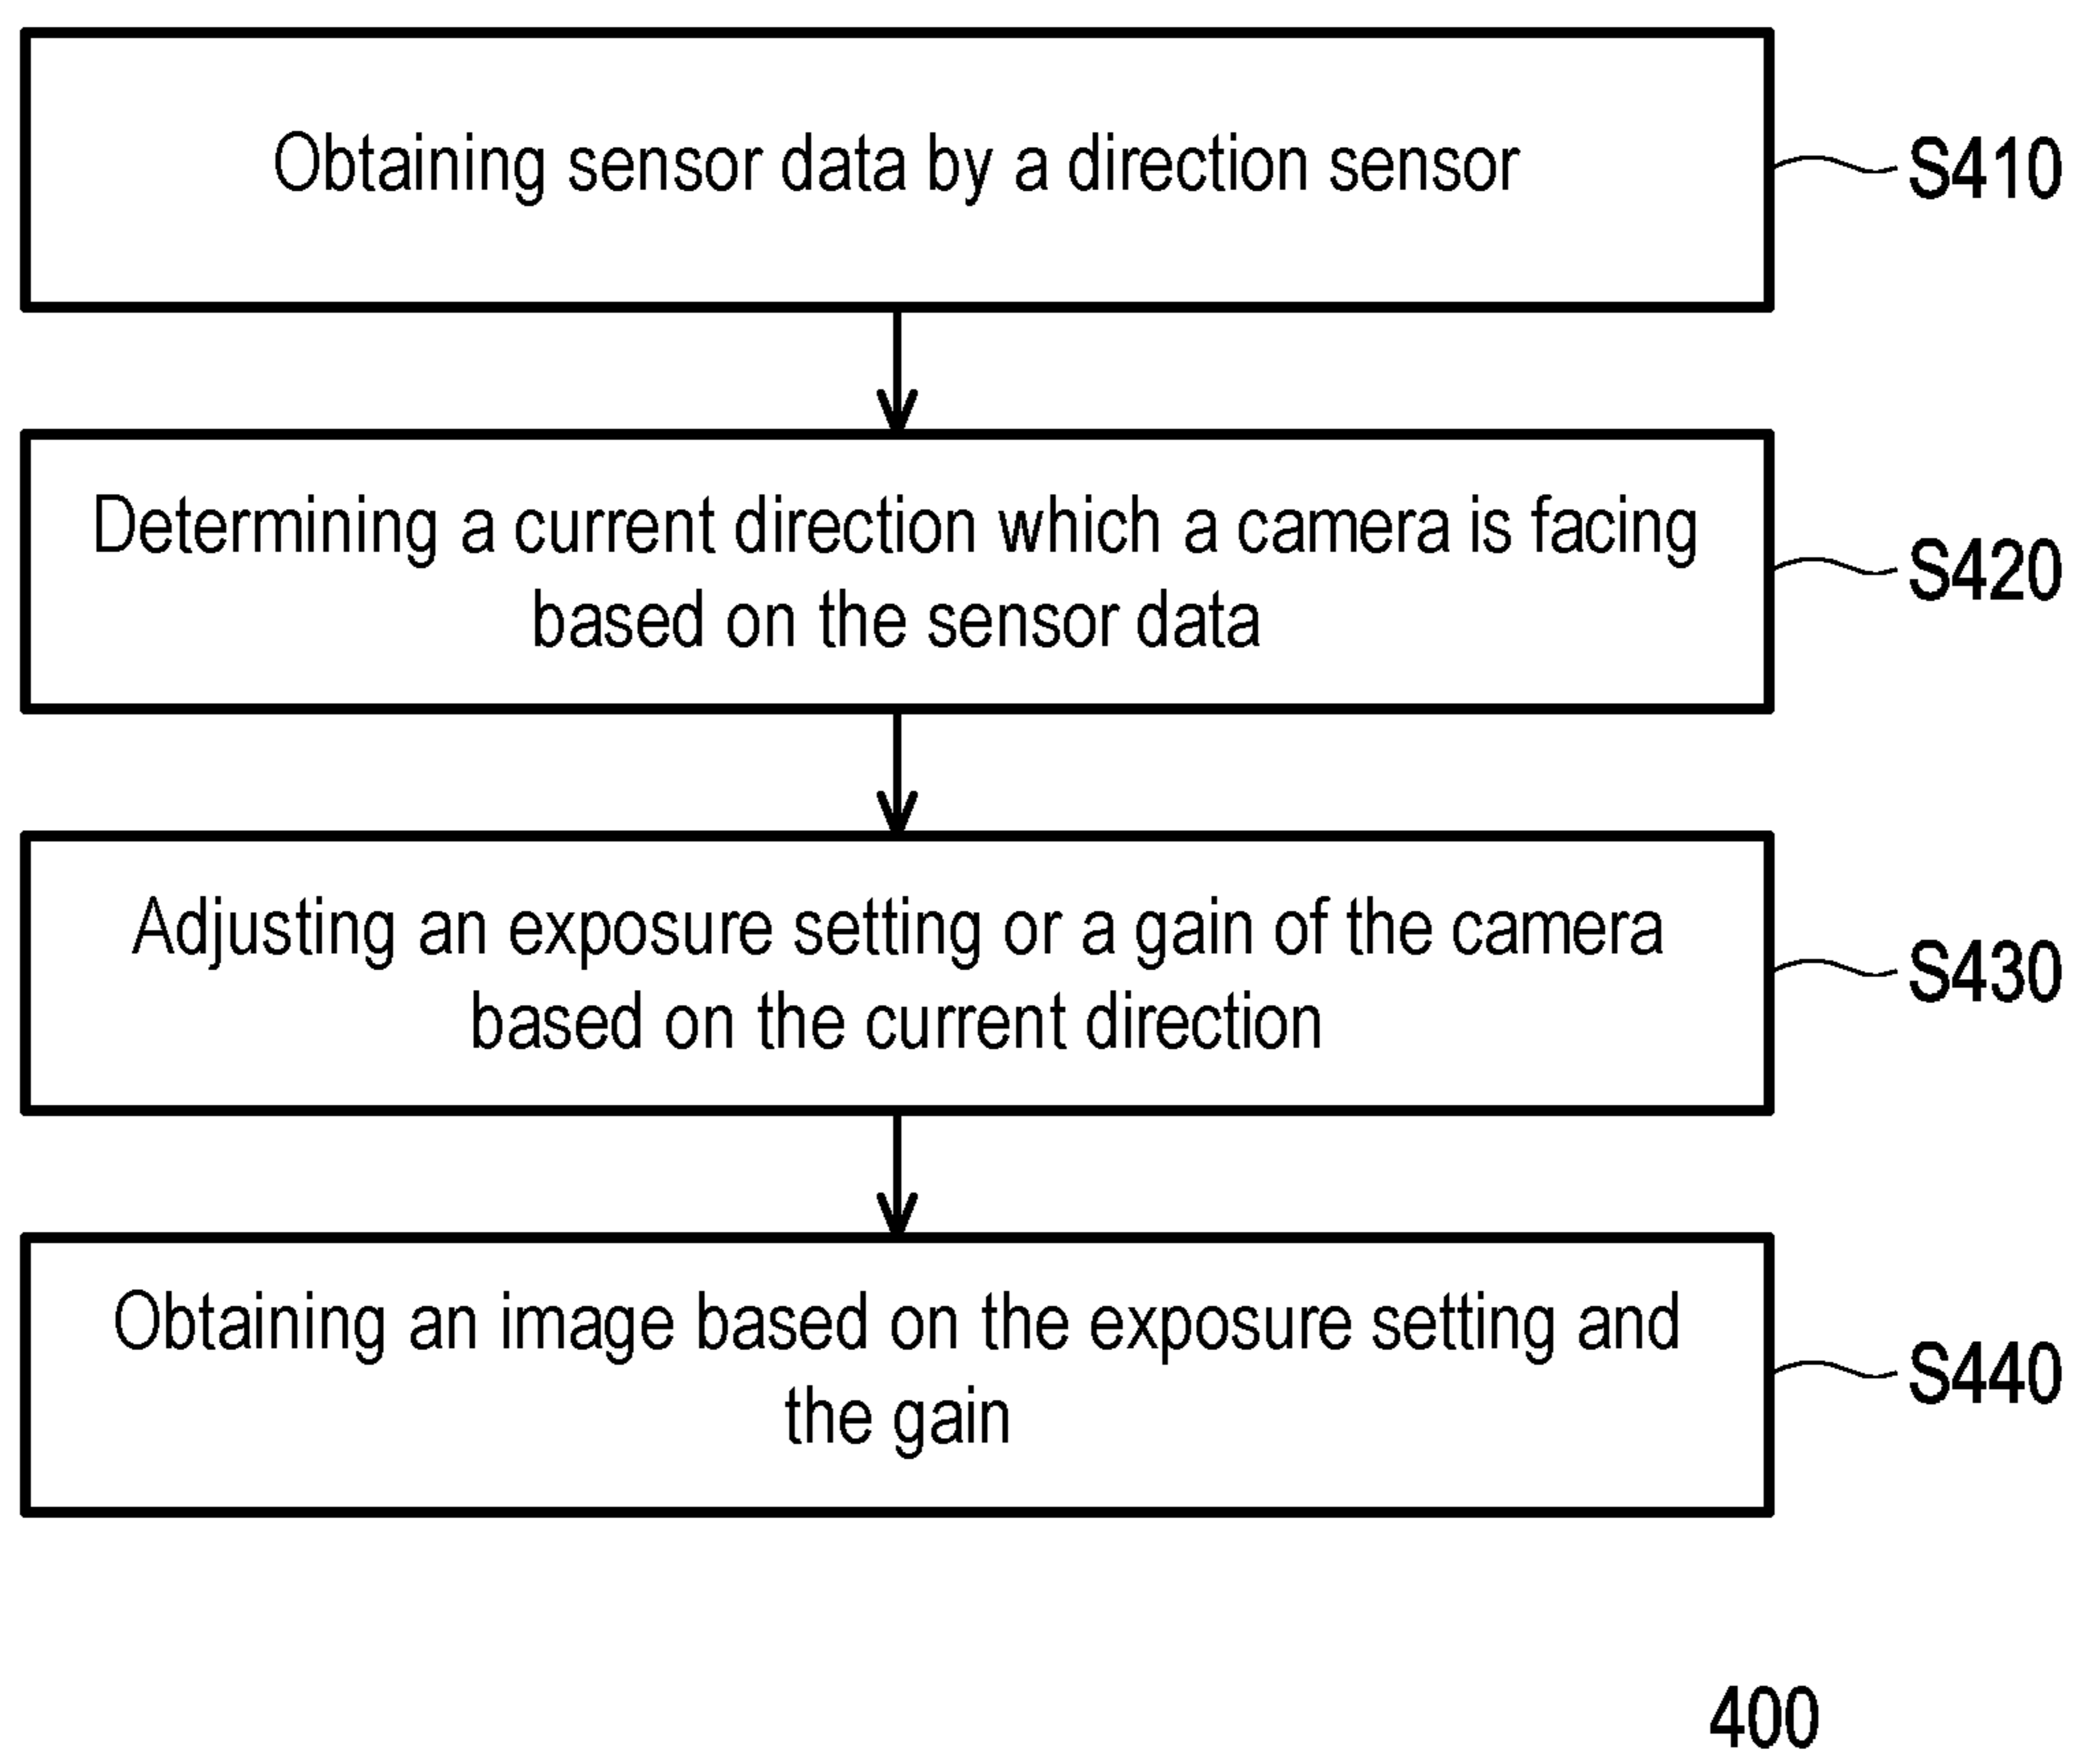 Obtaining sensor data by a direction sensor
S410
Determining a current direction which a camera is facing
based on the sensor data
S420
Adjusting an exposure setting or a gain of the camera
based on the current direction
S430
Obtaining an image based on the exposure setting and
the gain
S440
400